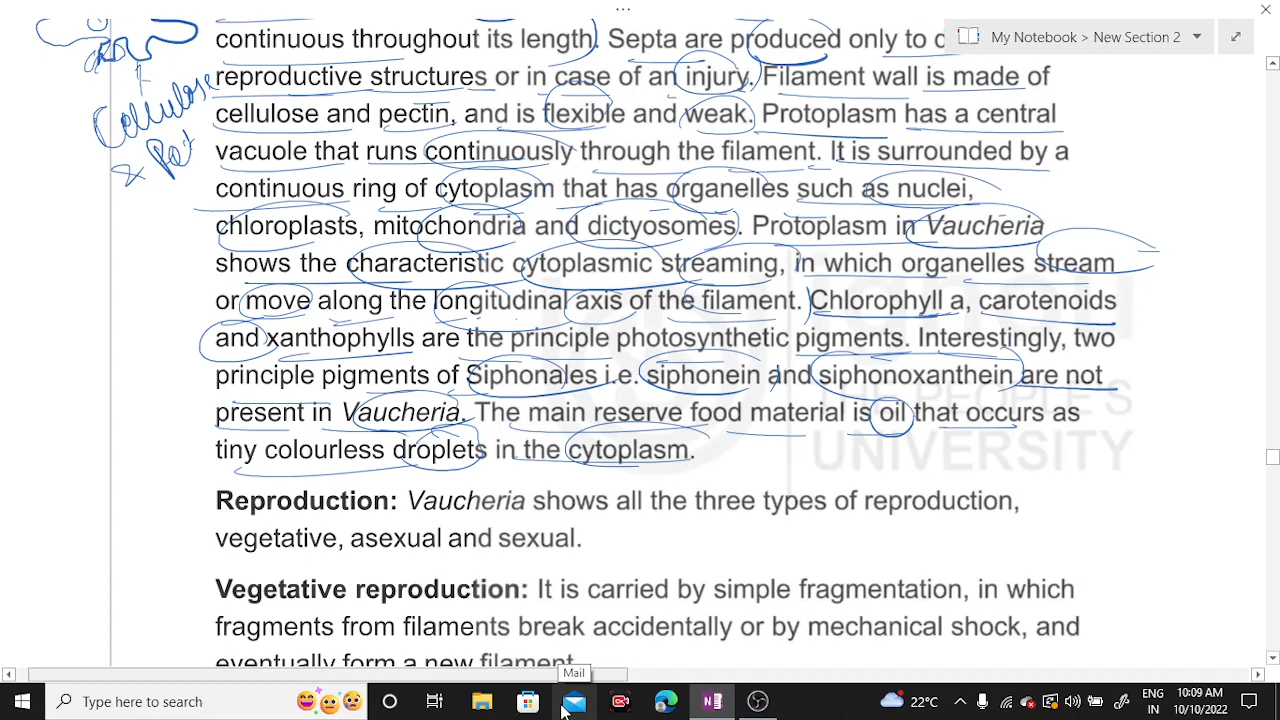 My Notebook > New Section 2
continuous throughout its length. Septa are produced only to
reproductive structures or in case of an injury. Filament wall is made of
cellulose and pectin, and is flexible and weak. Protoplasm has a central
vacuole that runs continuously through the filament. It is surrounded by a
continuous ring of cytoplasm that has organelles such as nuclei,
chloroplasts, mitochondria and dictyosomes. Protoplasm in Vaucheria
shows the characteristic cytoplasmic streaming, in which organelles stream
or move along the longitudinal axis of the filament. Chlorophyll a, carotenoids
and xanthophylls are the principle photosynthetic pigments. Interestingly, two
principle pigments of Siphonales i.e. siphonein and siphonoxanthein are not
present in Vaucheria. The main reserve food material is oil that occurs as
tiny colourless droplets in the cytoplasm.
Cellulose
&
PEOPLE'S
UNIVERSITY
Reproduction: Vaucheria shows all the three types of reproduction,
vegetative, asexual and sexual.
Vegetative reproduction: It is carried by simple fragmentation, in which
fragments from filaments break accidentally or by mechanical shock, and
eventually form a new filament.
Mail
Type here to search
22°C
ENG
IN
10:09 AM
10/10/2022